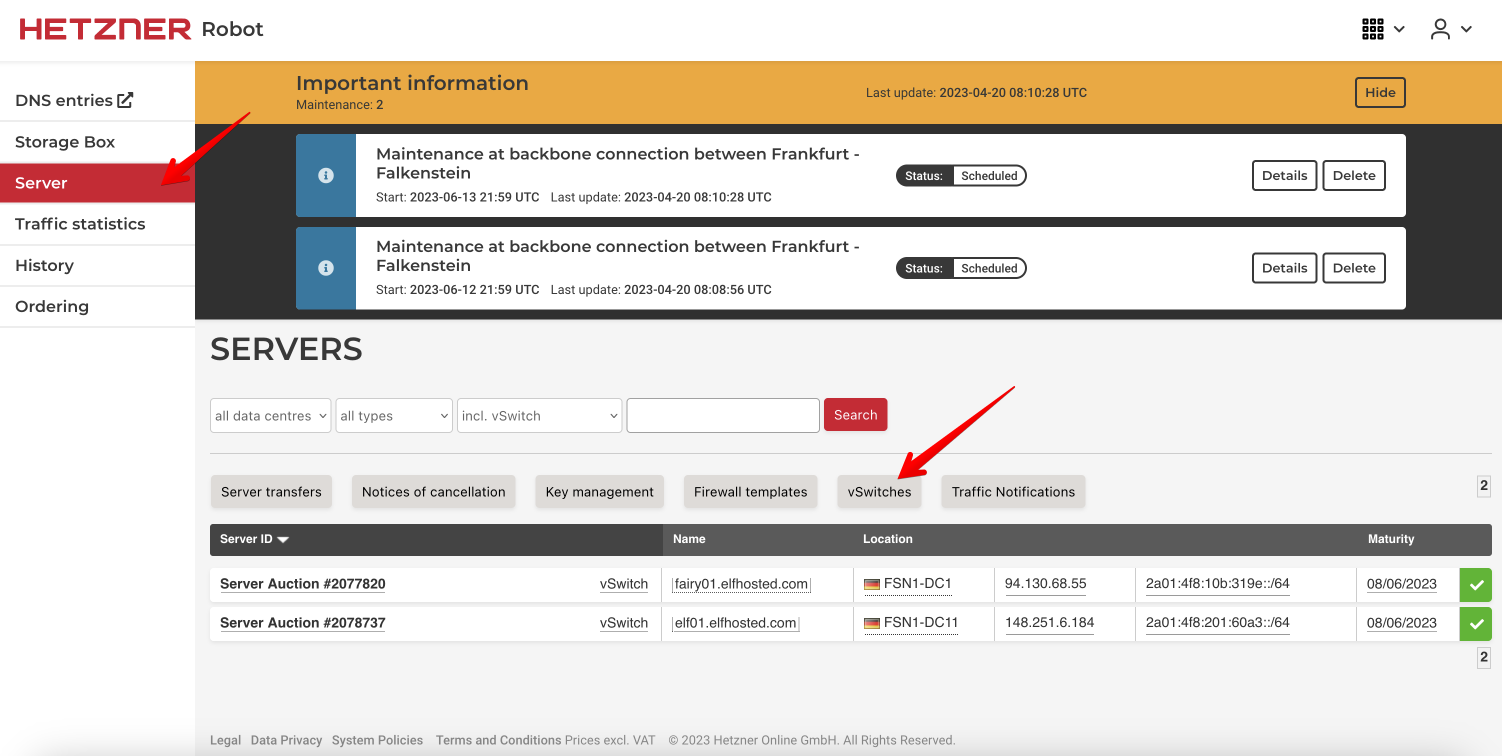 HETZNER Robot
DNS entries
Storage Box
Server
Traffic statistics
History
Ordering
Important information
Maintenance: 2
Last update: 2023-04-20 08:10:28 UTC
Hide
Maintenance at backbone connection between Frankfurt -
Falkenstein
Start: 2023-06-13 21:59 UTC Last update: 2023-04-20 08:10:28 UTC
Status: Scheduled
Details Delete
Maintenance at backbone connection between Frankfurt -
Falkenstein
Start: 2023-06-12 21:59 UTC Last update: 2023-04-20 08:08:56 UTC
Status: Scheduled
Details Delete
SERVERS
all data centres all types incl. vSwitch Search
Server transfers Notices of cancellation Key management Firewall templates vSwitches Traffic Notifications 2
Server ID Name Location Maturity
Server Auction #2077820 vSwitch fairy01.elfhosted.com FSN1-DC1 94.130.68.55 2a01:4f8:10b:319e::/64 08/06/2023
Server Auction #2078737 vSwitch elf01.elfhosted.com FSN1-DC11 148.251.6.184 2a01:4f8:201:60a3::/64 08/06/2023
2
Legal Data Privacy System Policies Terms and Conditions Prices excl. VAT © 2023 Hetzner Online GmbH. All Rights Reserved.